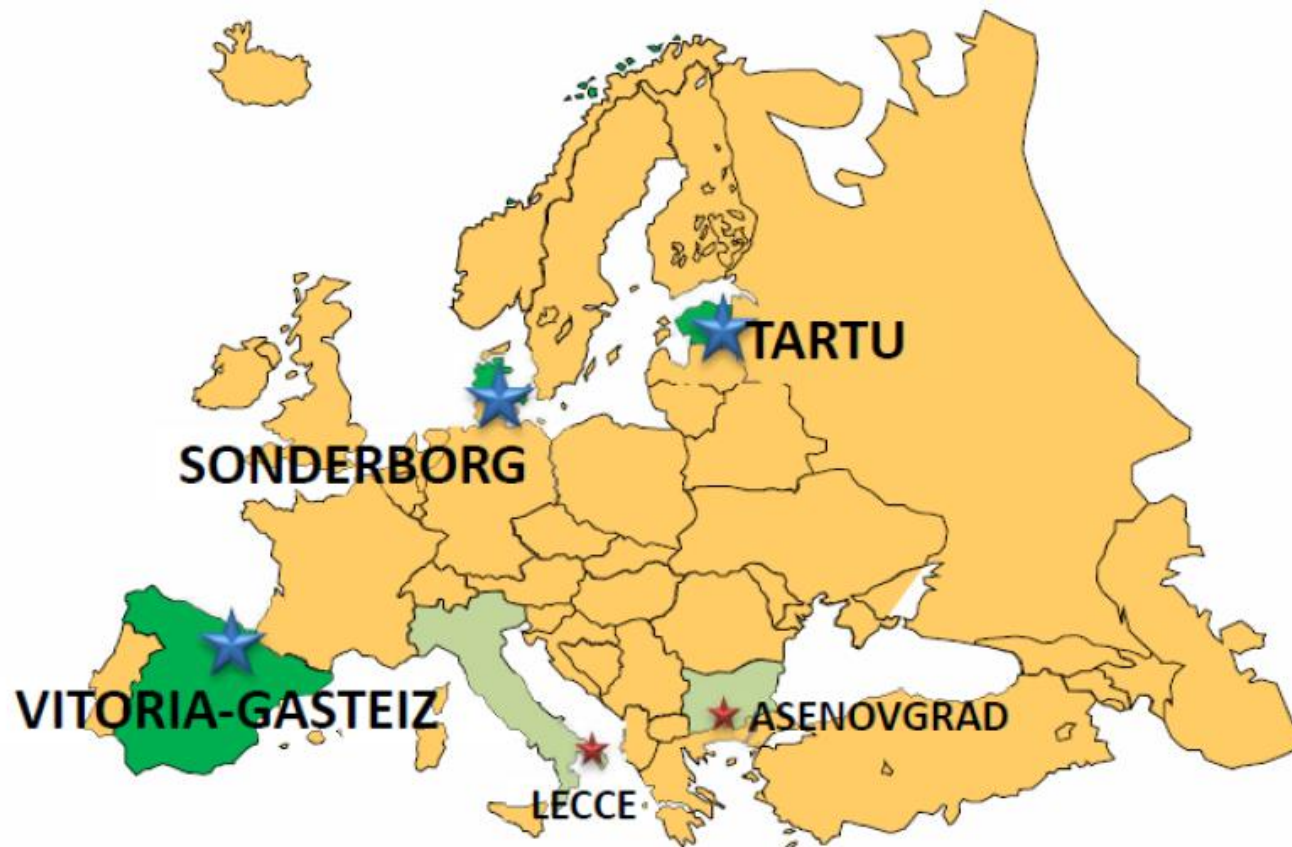 TARTU
SONDERBORG
VITORIA-GASTEIZ
ASENOVGRAD
LECCE